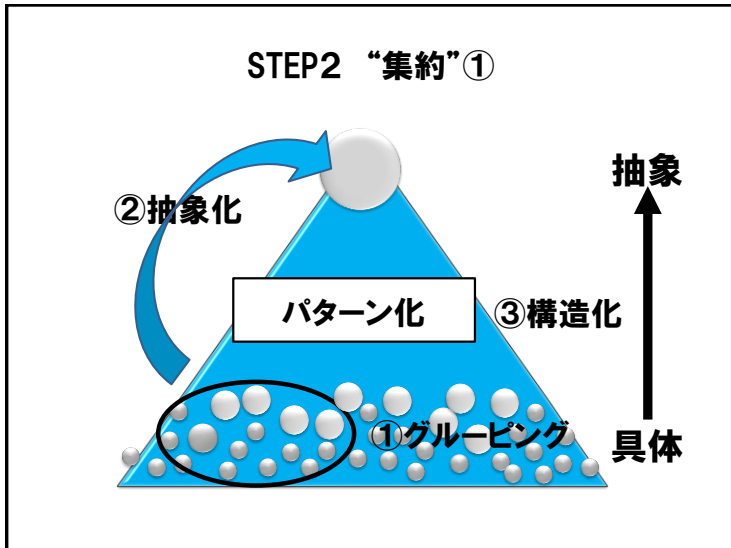 STEP2 “集約”①
抽象
②抽象化
パターン化
③構造化
①グルーピング
具体